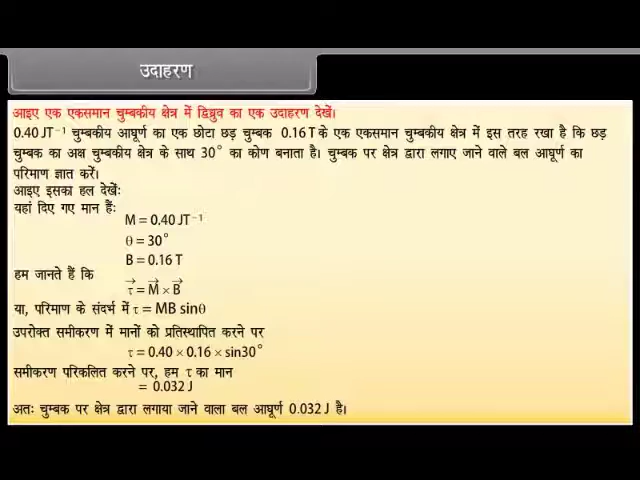 उदाहरण
आइए एक एकसमान चुम्बकीय क्षेत्र में द्विध्रुव का एक उदाहरण देखें।
0.40 JT⁻¹ चुम्बकीय आघूर्ण का एक छोटा छड़ चुम्बक 0.16 T के एक एकसमान चुम्बकीय क्षेत्र में इस तरह रखा है कि छड़
चुम्बक का अक्ष चुम्बकीय क्षेत्र के साथ 30° का कोण बनाता है। चुम्बक पर क्षेत्र द्वारा लगाए जाने वाले बल आघूर्ण का
परिमाण ज्ञात करें।
आइए इसका हल देखें:
यहां दिए गए मान हैं:
M = 0.40 JT⁻¹
θ = 30°
B = 0.16 T
हम जानते हैं कि
τ⃗ = M⃗ × B⃗
या, परिमाण के संदर्भ में τ = MB sinθ
उपरोक्त समीकरण में मानों को प्रतिस्थापित करने पर
τ = 0.40 × 0.16 × sin30°
समीकरण परिकलित करने पर, हम τ का मान
= 0.032 J
अतः चुम्बक पर क्षेत्र द्वारा लगाया जाने वाला बल आघूर्ण 0.032 J है।